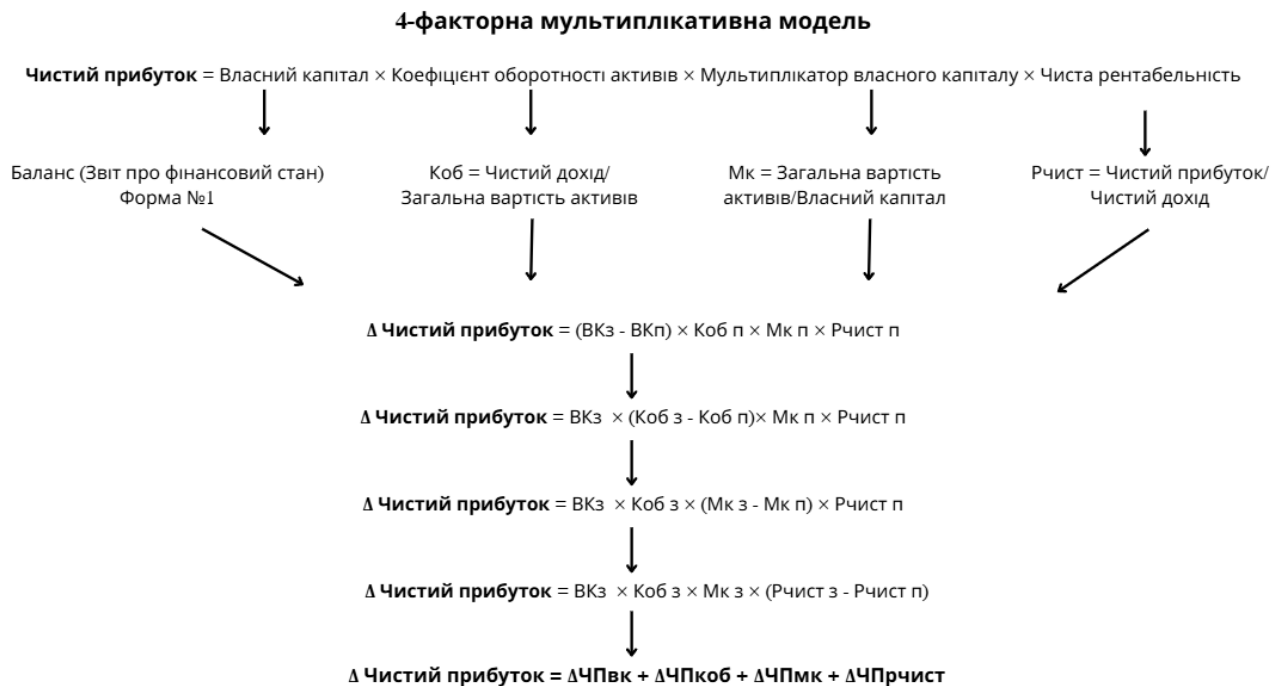 4-факторна мультиплікативна модель
Чистий прибуток = Власний капітал × Коефіцієнт оборотності активів × Мультиплікатор власного капіталу × Чиста рентабельність
Баланс (Звіт про фінансовий стан)
Форма №1
Коб = Чистий дохід/
Загальна вартість активів
Мк = Загальна вартість
активів/Власний капітал
Рчист = Чистий прибуток/
Чистий дохід
Δ Чистий прибуток = (ВКз - ВКп) × Коб п × Мк п × Рчист п
Δ Чистий прибуток = ВКз × (Коб з - Коб п)× Мк п × Рчист п
Δ Чистий прибуток = ВКз × Коб з × (Мк з - Мк п) × Рчист п
Δ Чистий прибуток = ВКз × Коб з × Мк з × (Рчист з - Рчист п)
Δ Чистий прибуток = ΔЧПвк + ΔЧПкоб + ΔЧПмк + ΔЧПрчист